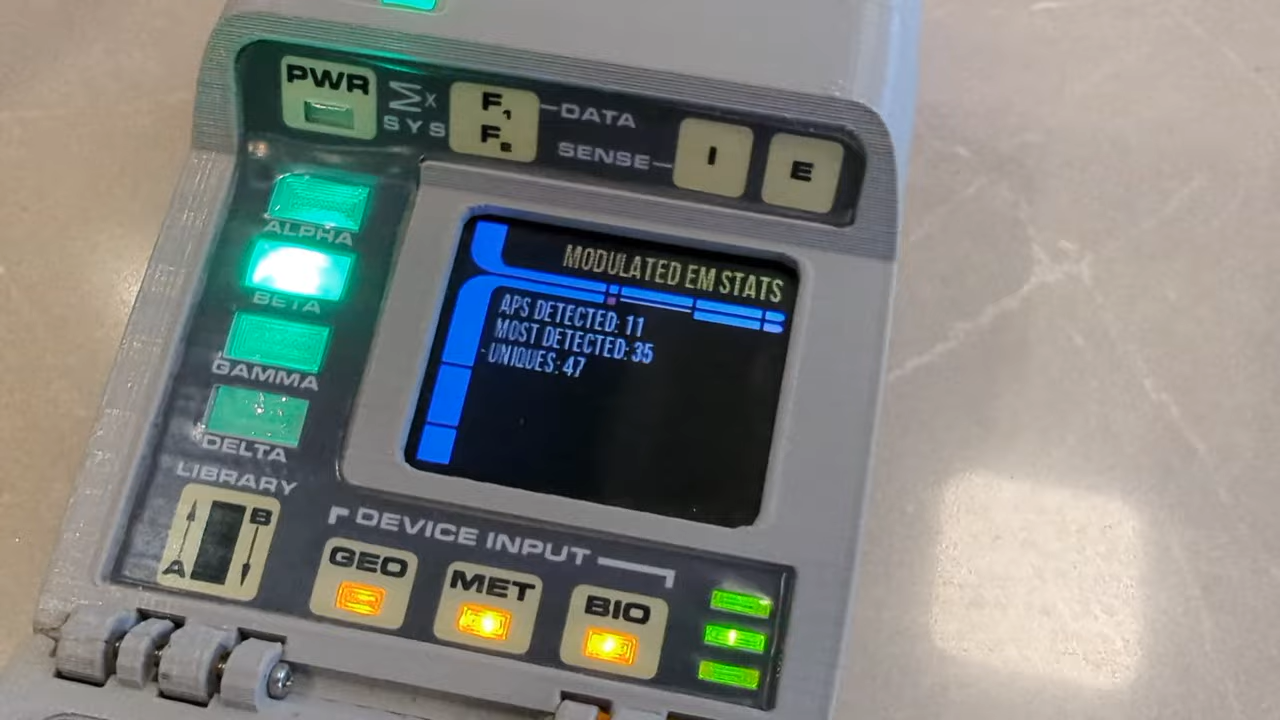 PWR
MX
SYS
F1
F2
DATA
SENSE
I
E
ALPHA
BETA
GAMMA
DELTA
MODULATED EM STATS
APS DETECTED: 11
MOST DETECTED: 35
UNIQUES: 47
LIBRARY
B
A
DEVICE INPUT
GEO
MET
BIO